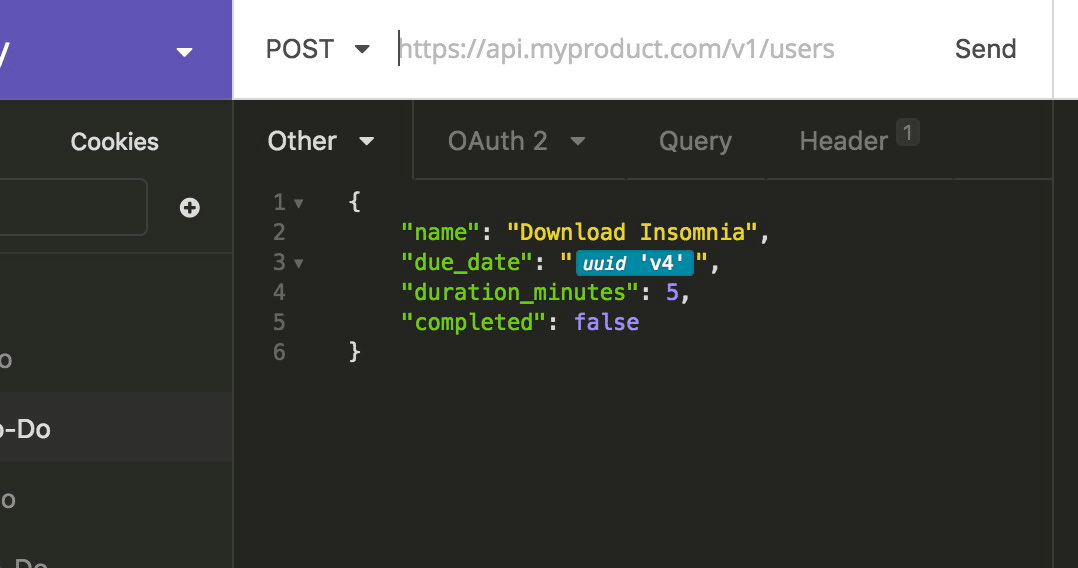 POST https://api.myproduct.com/v1/users Send
Cookies
Other OAuth 2 Query Header 1
1 {
2 "name": "Download Insomnia",
3 "due_date": "uuid 'v4'",
4 "duration_minutes": 5,
5 "completed": false
6 }
-Do